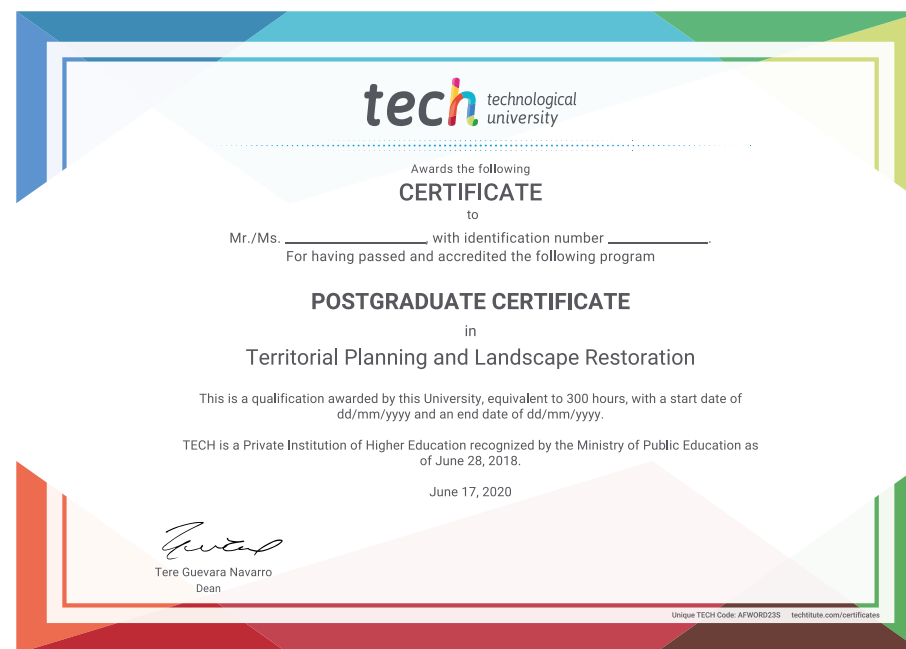 tech technological
university
Awards the following
CERTIFICATE
to
Mr./Ms. ____________________, with identification number ______________.
For having passed and accredited the following program
POSTGRADUATE CERTIFICATE
in
Territorial Planning and Landscape Restoration
This is a qualification awarded by this University, equivalent to 300 hours, with a start date of
dd/mm/yyyy and an end date of dd/mm/yyyy.
TECH is a Private Institution of Higher Education recognized by the Ministry of Public Education as
of June 28, 2018.
June 17, 2020
Tere Guevara Navarro
Dean
Unique TECH Code: AFWORD23S techtitute.com/certificates